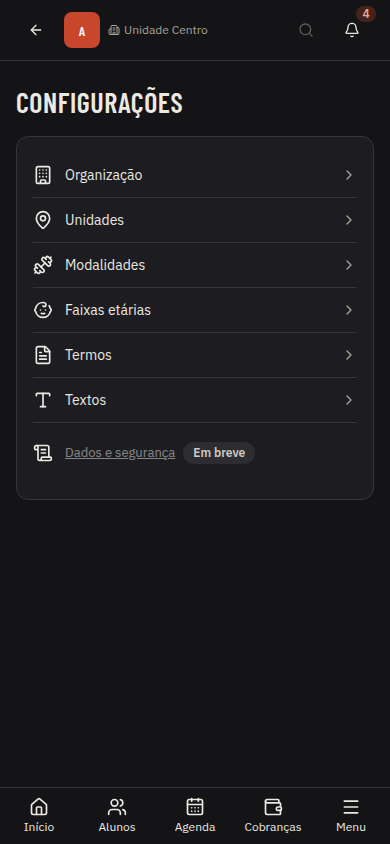 A
Unidade Centro
4
CONFIGURAÇÕES
Organização
Unidades
Modalidades
Faixas etárias
Termos
Textos
Dados e segurança Em breve
Início Alunos Agenda Cobranças Menu